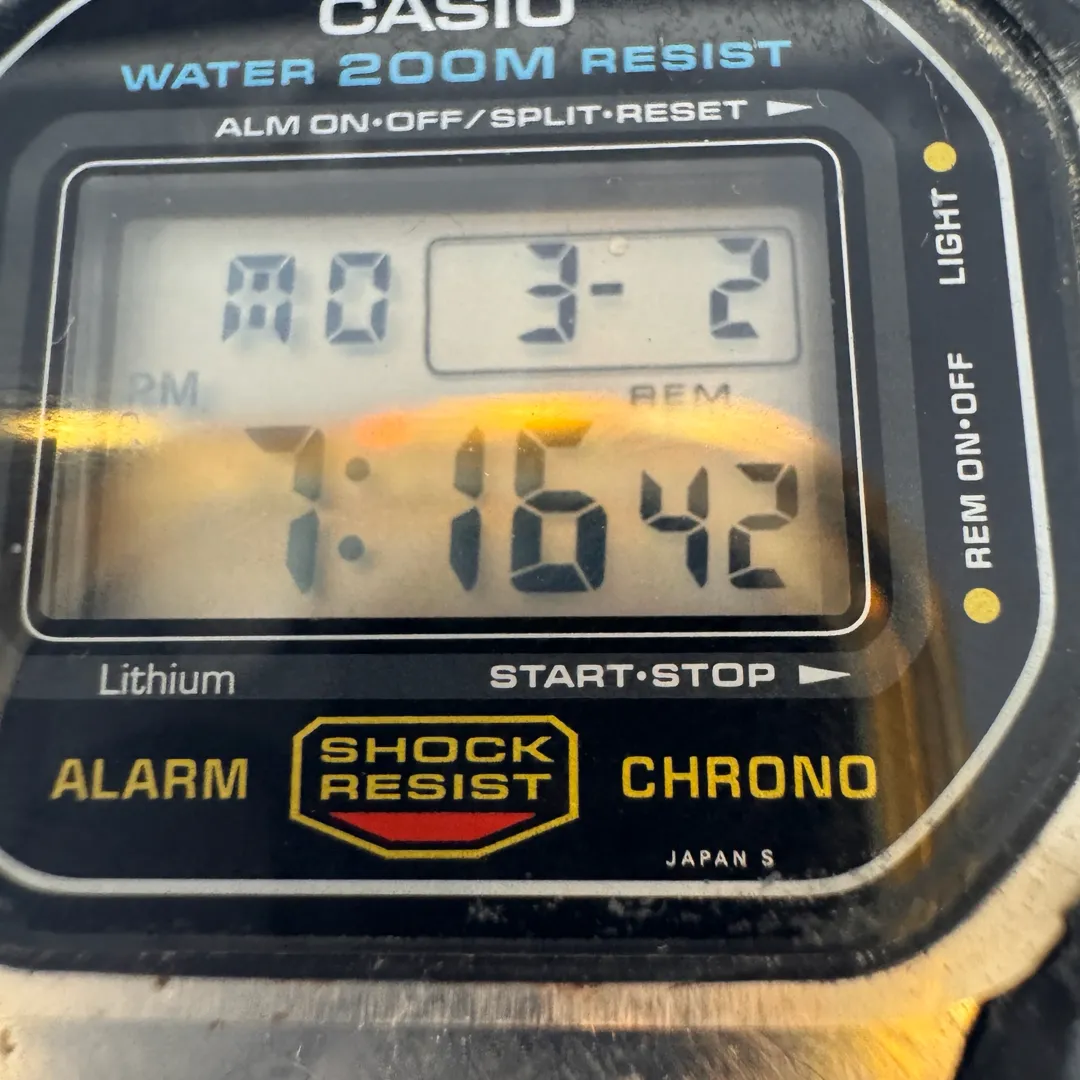 CASIO
WATER 200M RESIST
ALM ON•OFF/SPLIT•RESET
LIGHT
MO 3- 2
PM
REM
7:16 42
REM ON•OFF
Lithium
START•STOP
ALARM
SHOCK
RESIST
CHRONO
JAPAN S